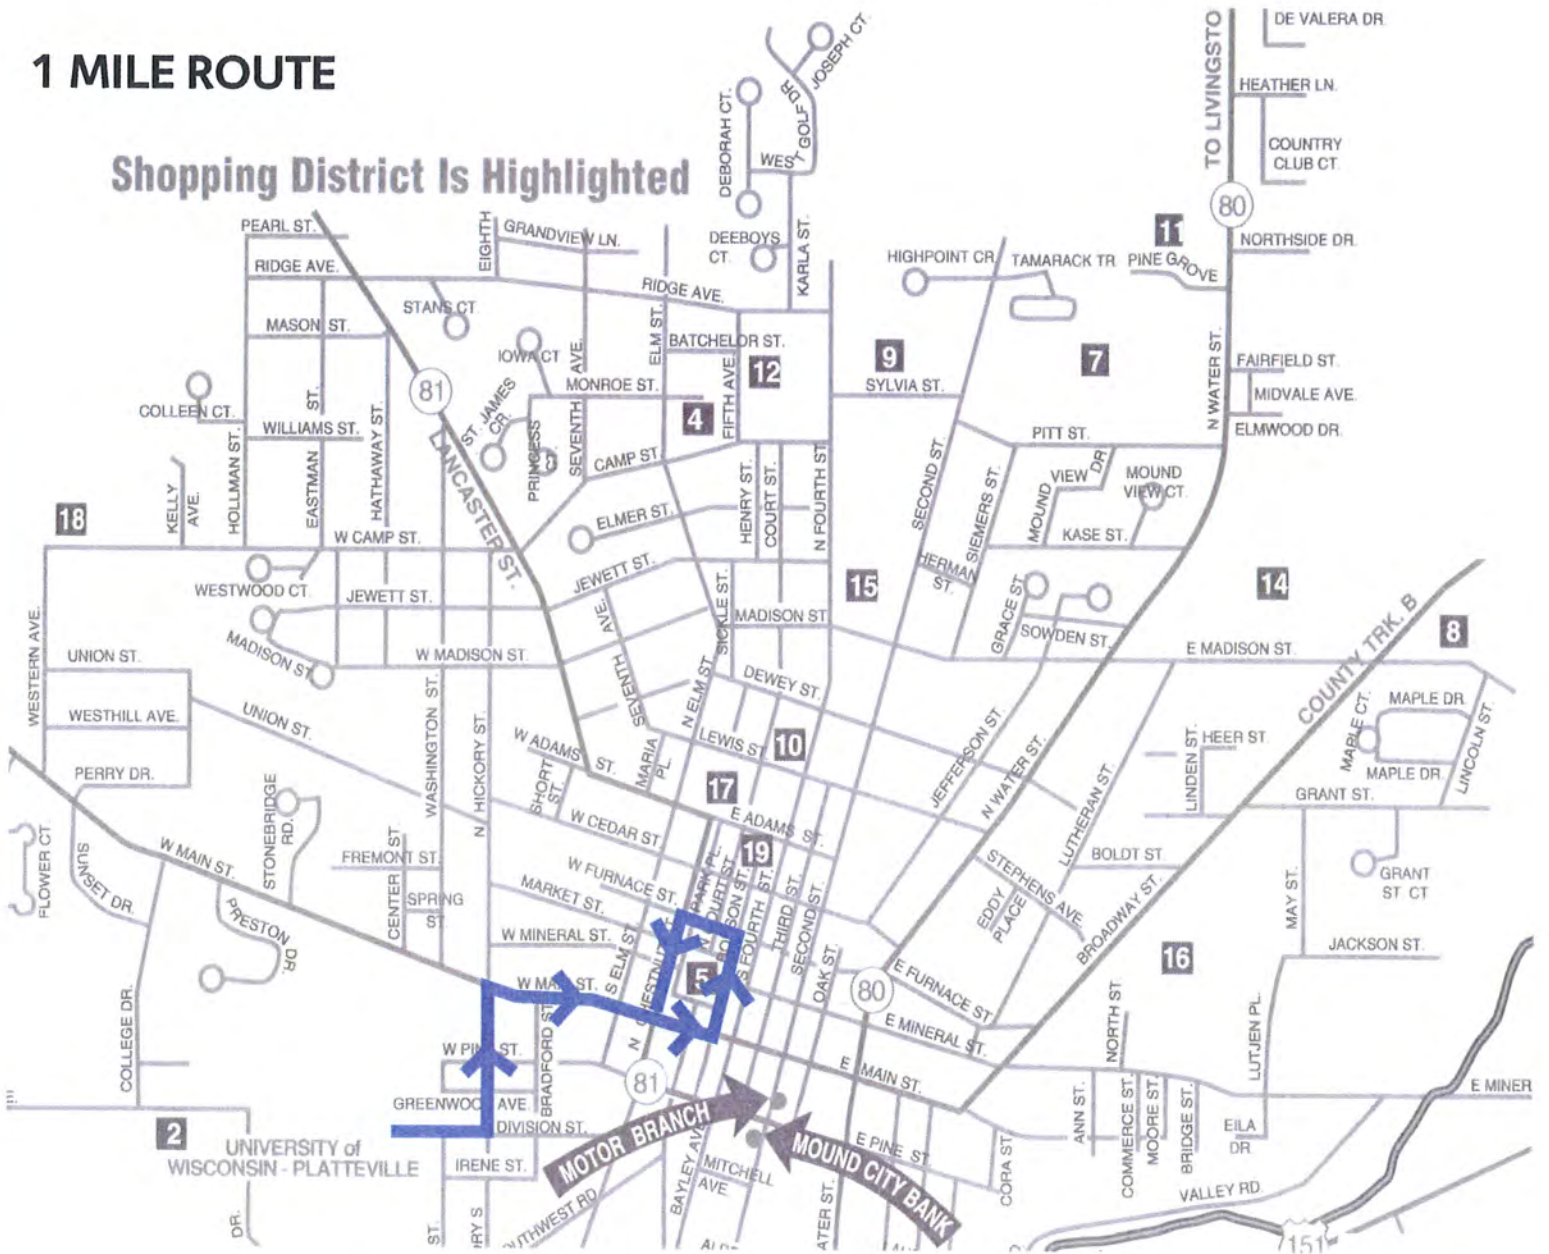 1 MILE ROUTE
Shopping District Is Highlighted
JOSEPH CT.
DEBORAH CT.
WEST GOLF DR
DEEBOYS
CT.
KARLA ST.
TO LIVINGSTO
DE VALERA DR.
HEATHER LN.
COUNTRY
CLUB CT.
80
NORTHSIDE DR.
11
PINE GROVE
TAMARACK TR
HIGHPOINT CR.
PEARL ST.
RIDGE AVE.
EIGHTH
GRANDVIEW LN.
RIDGE AVE.
STANS CT.
MASON ST.
IOWA CT
ELM ST.
BATCHELOR ST.
12
9
SYLVIA ST.
7
N WATER ST.
FAIRFIELD ST.
MIDVALE AVE.
ELMWOOD DR.
81
COLLEEN CT.
WILLIAMS ST.
ST. JAMES
CR.
MONROE ST.
SEVENTH AVE.
PRINCESS
4
FIFTH AVE.
CAMP ST.
PITT ST.
MOUND VIEW DR
MOUND
VIEW CT.
KASE ST.
18
KELLY
AVE.
HOLLMAN ST.
EASTMAN ST.
HATHAWAY ST.
LANCASTER ST.
W CAMP ST.
ELMER ST.
HENRY ST.
COURT ST.
N FOURTH ST.
SECOND ST.
SIEMERS ST.
HERMAN
ST.
WESTWOOD CT.
JEWETT ST.
JEWETT ST.
15
14
GRACE ST
SOWDEN ST.
COUNTY TRK. B
8
MADISON ST.
W MADISON ST.
SEVENTH AVE.
SICKLE ST.
MADISON ST.
E MADISON ST.
WESTERN AVE.
UNION ST.
WESTHILL AVE.
UNION ST.
PERRY DR.
WASHINGTON ST.
N HICKORY ST.
N ELM ST.
DEWEY ST.
LEWIS ST
10
MARIA
PL.
W ADAMS ST.
SHORT
ST.
JEFFERSON ST.
N WATER ST.
LUTHERAN ST.
LINDEN ST.
HEER ST.
MAPLE DR.
MAPLE CT.
MAPLE DR.
LINCOLN ST.
GRANT ST.
17
E ADAMS ST.
W CEDAR ST.
19
STONEBRIDGE
RD.
FLOWER CT.
SUNSET DR.
W MAIN ST.
FREMONT ST.
CENTER ST.
SPRING
ST.
PRESTON DR.
W FURNACE ST.
MARKET ST.
W MINERAL ST.
PARK PL.
S FOURTH ST.
THIRD ST.
SECOND ST.
OAK ST.
STEPHENS AVE.
EDDY
PLACE
BOLDT ST.
BROADWAY ST.
MAY ST.
GRANT
ST CT
JACKSON ST.
16
5
W MAIN ST.
S ELM ST.
N CHESTNUT
80
E FURNACE ST
E MINERAL ST.
E MAIN ST.
COLLEGE DR.
W PINE ST.
BRADFORD ST.
GREENWOOD AVE.
DIVISION ST.
IRENE ST.
81
2
UNIVERSITY of
WISCONSIN - PLATTEVILLE
MOTOR BRANCH
MOUND CITY BANK
BAYLEY AVE
MITCHELL
AVE
E PINE ST.
CORA ST.
NORTH ST
ANN ST.
COMMERCE ST.
MOORE ST.
BRIDGE ST.
LUTJEN PL.
EILA
DR.
E MINER
VALLEY RD.
151
DR.
ST.
ORY S
OUTHWEST RD
ATER ST.